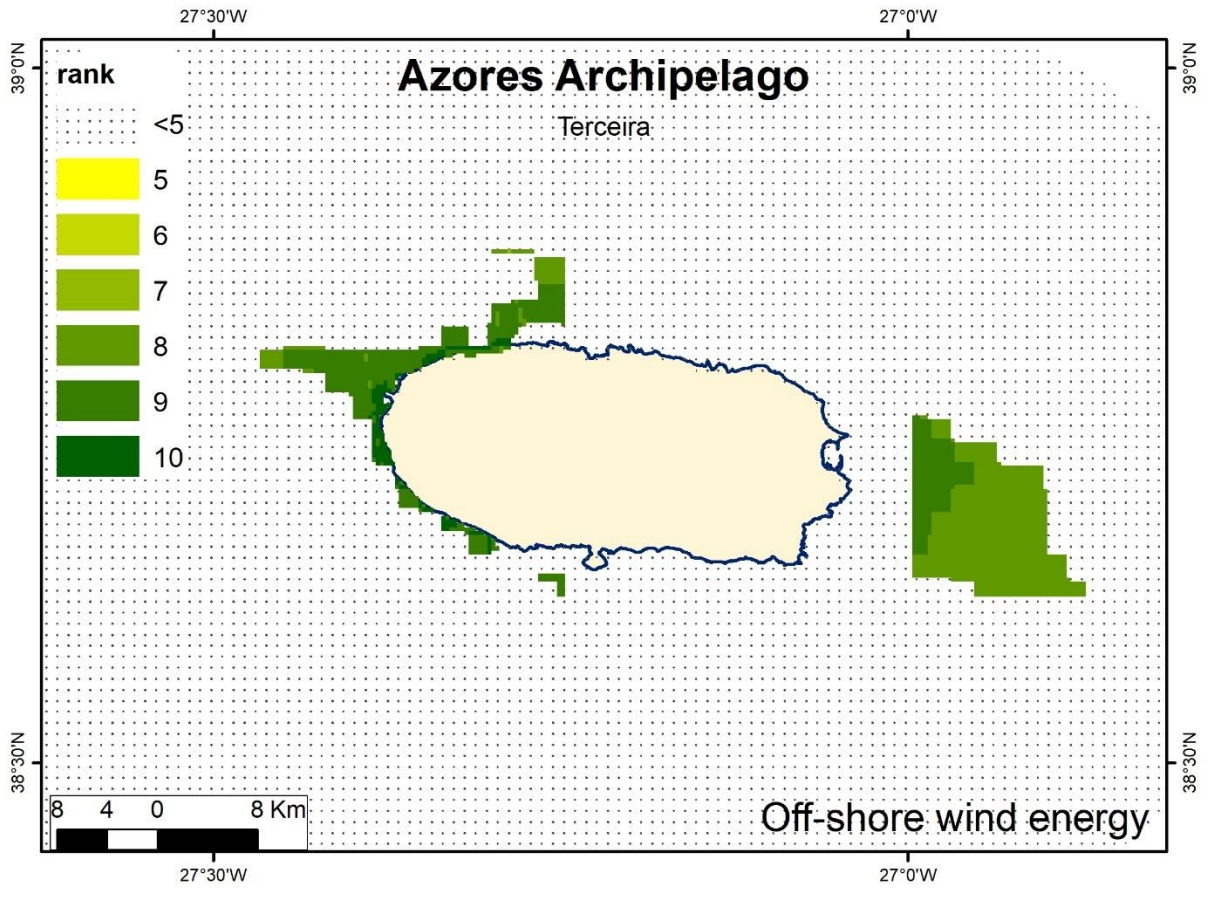 27°30'W 27°0'W
39°0'N 39°0'N
rank
Azores Archipelago
Terceira
<5
5
6
7
8
9
10
38°30'N 38°30'N
8 4 0 8 Km
Off-shore wind energy
27°30'W 27°0'W